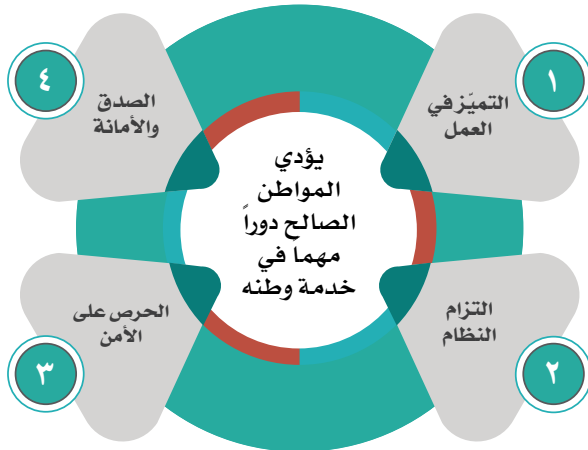 يؤدي
المواطن
الصالح دوراً
مهماً في
خدمة وطنه
١
التميّز في
العمل
٢
التزام
النظام
٣
الحرص على
الأمن
٤
الصدق
والأمانة